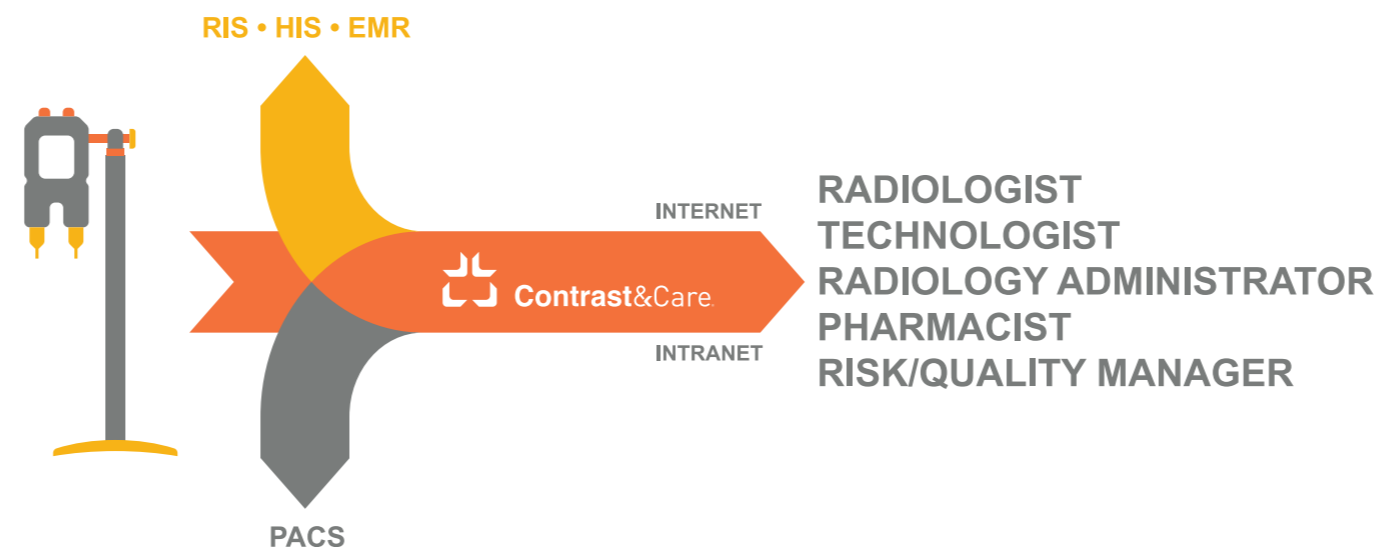 RIS • HIS • EMR
INTERNET
Contrast&Care.
INTRANET
RADIOLOGIST
TECHNOLOGIST
RADIOLOGY ADMINISTRATOR
PHARMACIST
RISK/QUALITY MANAGER
PACS